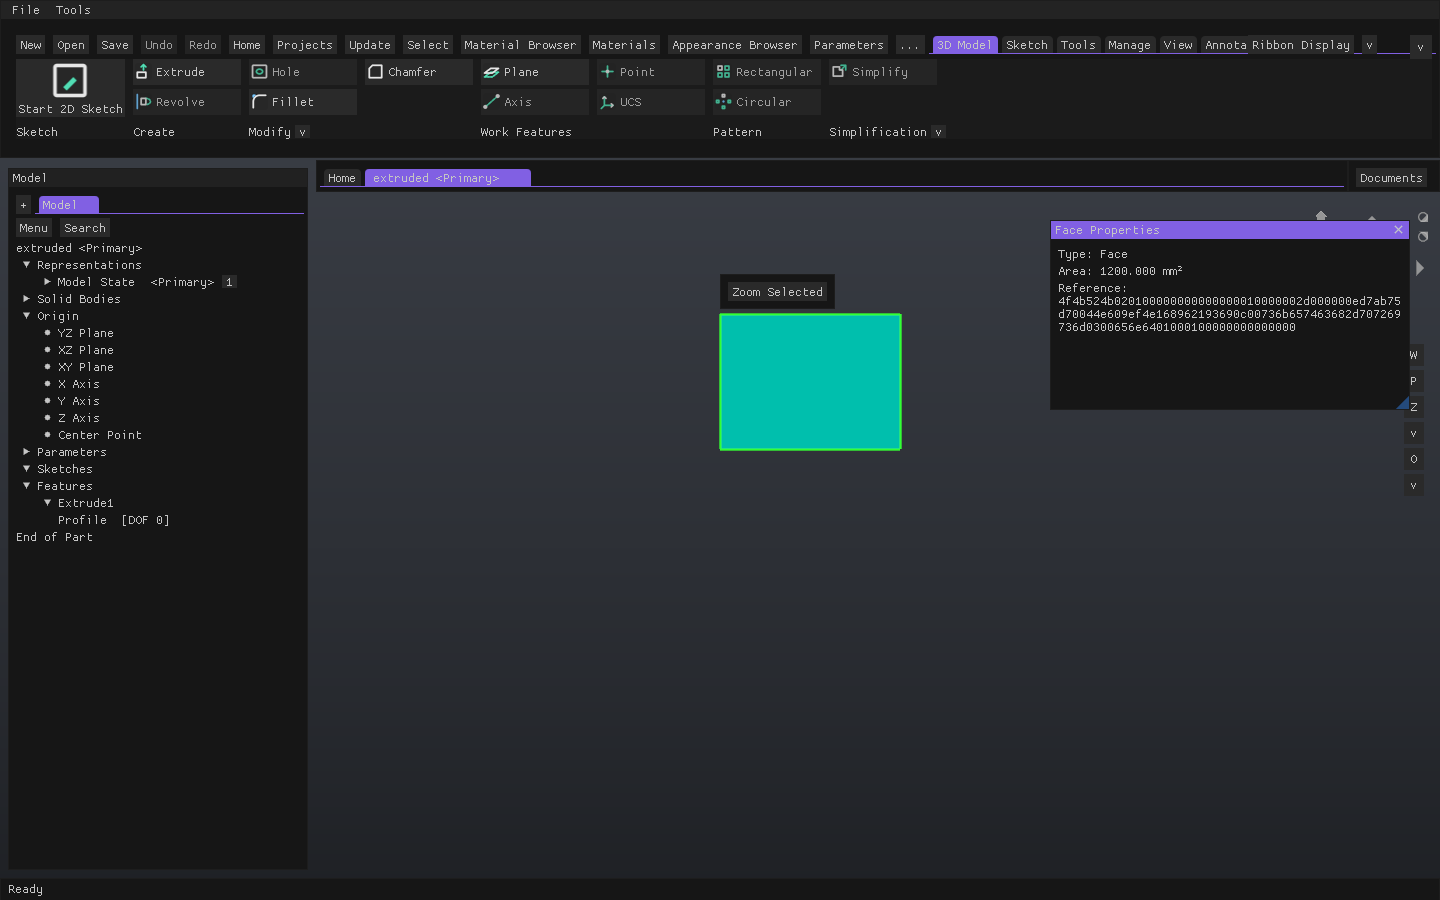 File Tools
New Open Save Undo Redo Home Projects Update Select Material Browser Materials Appearance Browser Parameters ... 3D Model Sketch Tools Manage View Annota Ribbon Display v v
Start 2D Sketch
Extrude Hole Chamfer Plane Point Rectangular Simplify
Revolve Fillet Axis UCS Circular
Sketch Create Modify v Work Features Pattern Simplification v
Model
+ Model
Menu Search
extruded <Primary>
Representations
Model State <Primary> 1
Solid Bodies
Origin
YZ Plane
XZ Plane
XY Plane
X Axis
Y Axis
Z Axis
Center Point
Parameters
Sketches
Features
Extrude1
Profile [DOF 0]
End of Part
Home extruded <Primary> Documents
Zoom Selected
Face Properties
Type: Face
Area: 1200.000 mm²
Reference:
4f4b524b02010000000000000010000002d000000ed7ab75
d70044e609ef4e168962193690c00736b657463682d707269
736d0300656e6401000100000000000000
W
P
Z
v
O
v
Ready